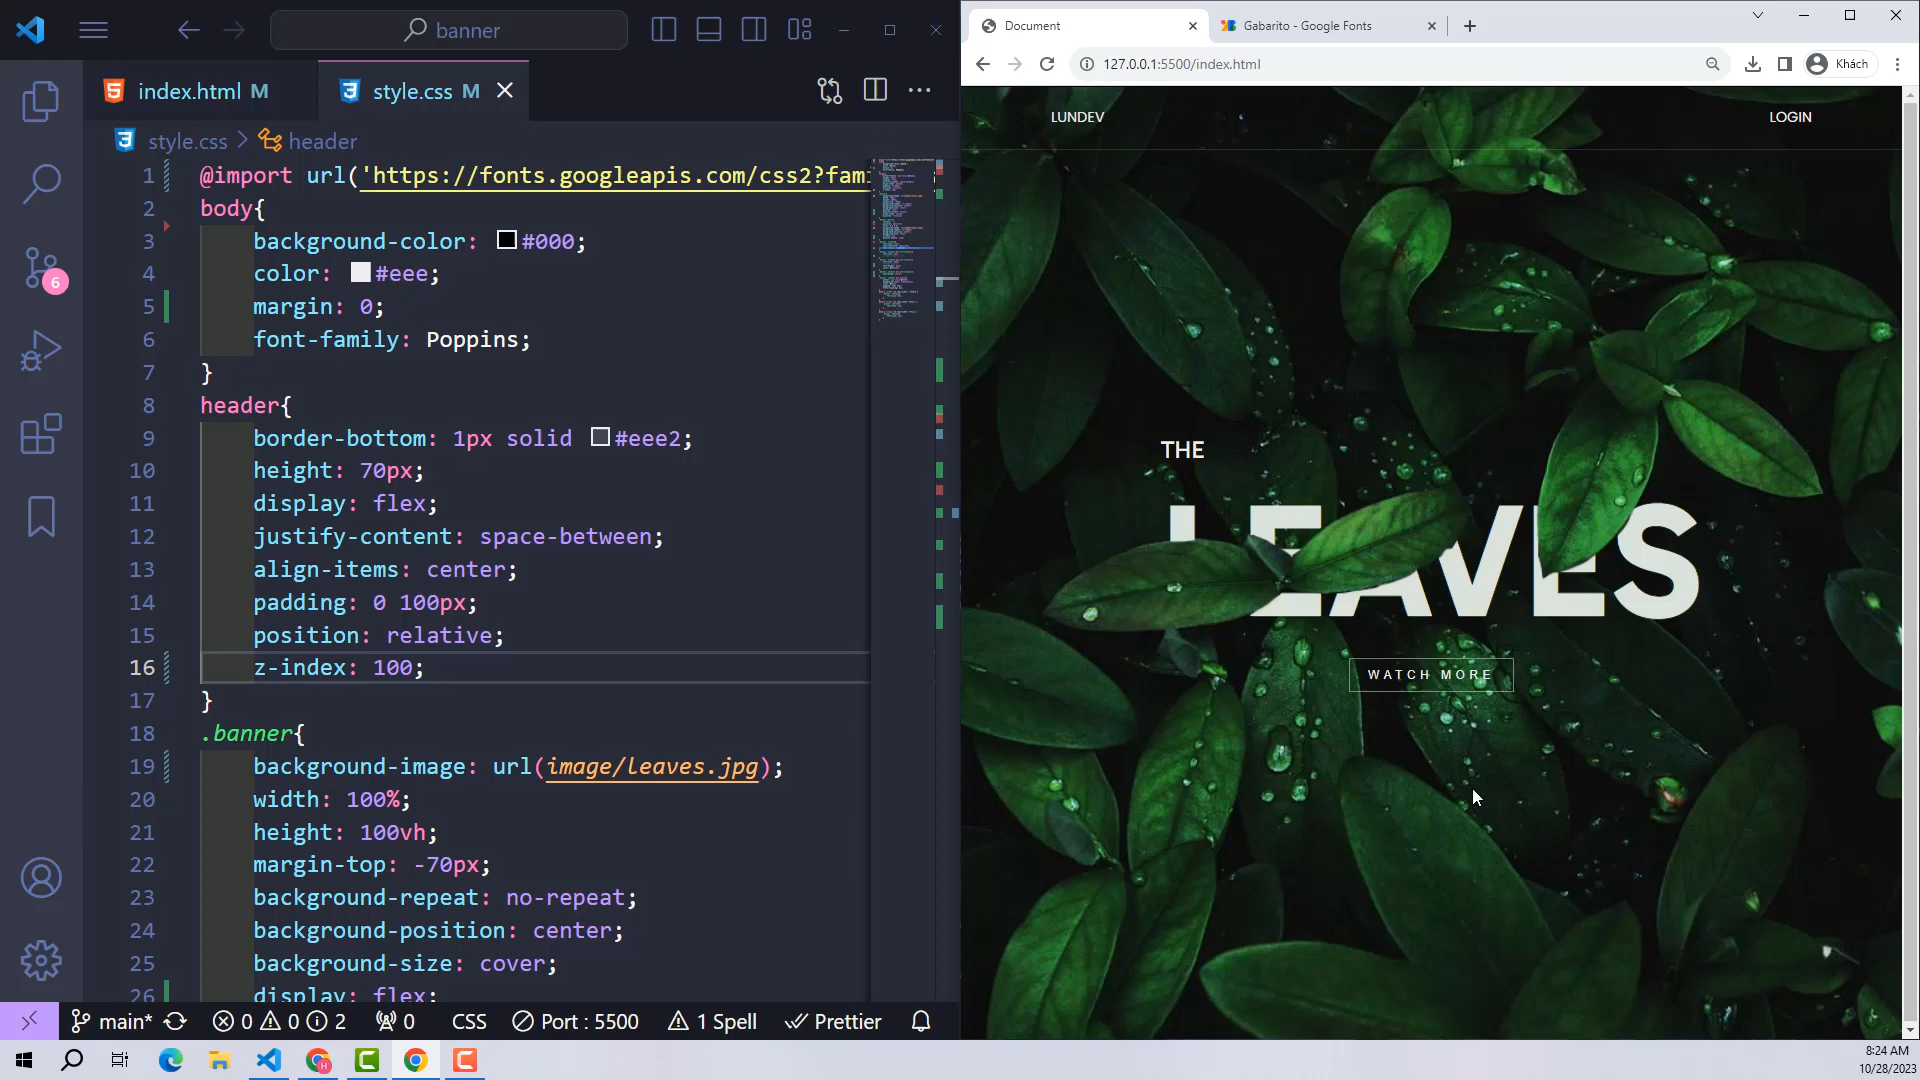 banner
index.html M
style.css M
style.css > header
1 @import url('https://fonts.googleapis.com/css2?fam
2 body{
3 background-color: #000;
4 color: #eee;
5 margin: 0;
6 font-family: Poppins;
7 }
8 header{
9 border-bottom: 1px solid #eee2;
10 height: 70px;
11 display: flex;
12 justify-content: space-between;
13 align-items: center;
14 padding: 0 100px;
15 position: relative;
16 z-index: 100;
17 }
18 .banner{
19 background-image: url(image/leaves.jpg);
20 width: 100%;
21 height: 100vh;
22 margin-top: -70px;
23 background-repeat: no-repeat;
24 background-position: center;
25 background-size: cover;
26 display: flex;
6
main* 0 0 2 0 CSS Port : 5500 1 Spell Prettier
Document
Gabarito - Google Fonts
127.0.0.1:5500/index.html
Khách
LUNDEV
LOGIN
THE
LEAVES
WATCH MORE
8:24 AM
10/28/2023